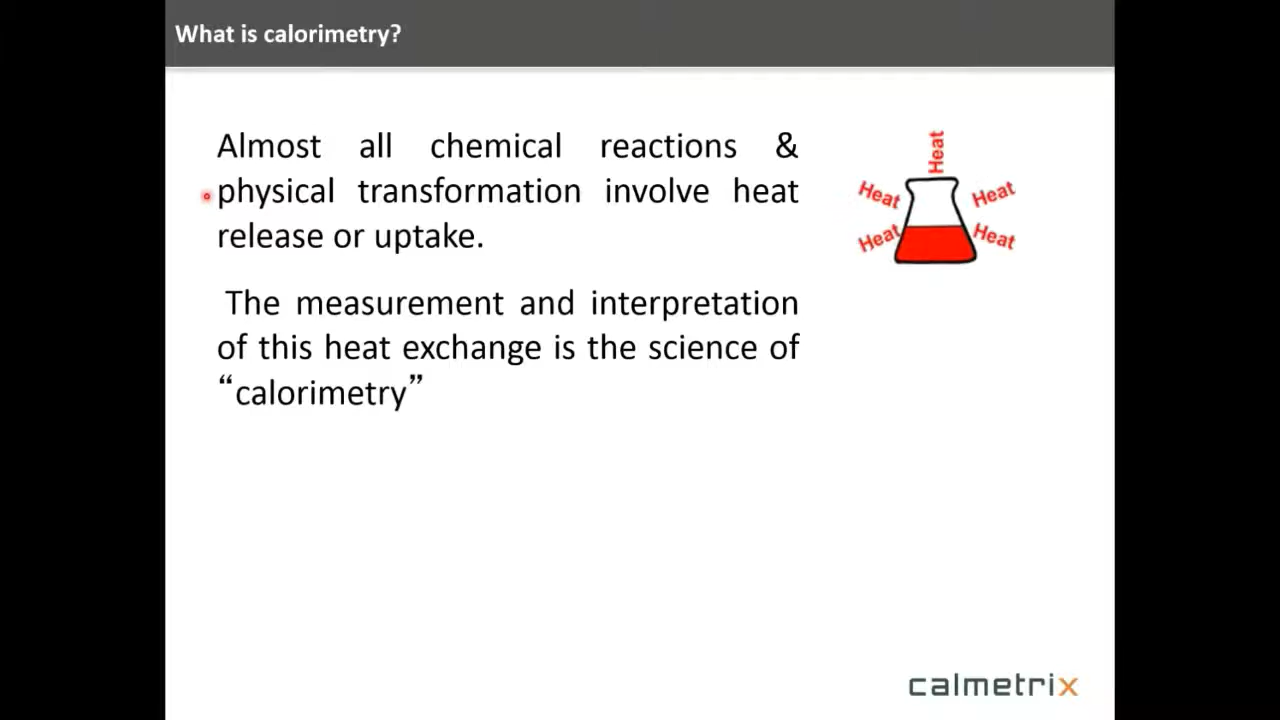 What is calorimetry?
Almost all chemical reactions &
physical transformation involve heat
release or uptake.
The measurement and interpretation
of this heat exchange is the science of
“calorimetry”
Heat
Heat
Heat
Heat
Heat
calmetrix